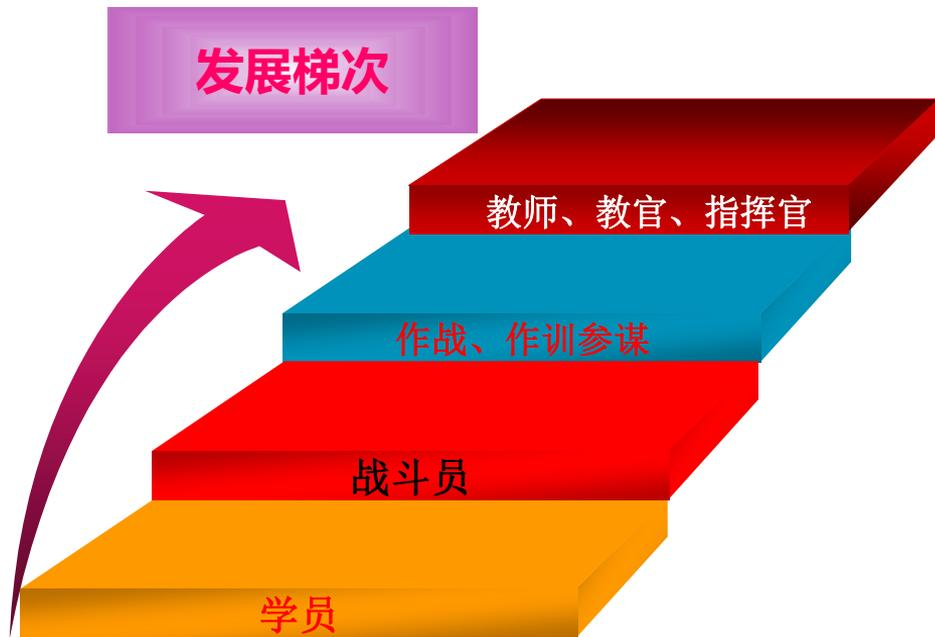 发展梯次
教师、教官、指挥官
作战、作训参谋
战斗员
学员